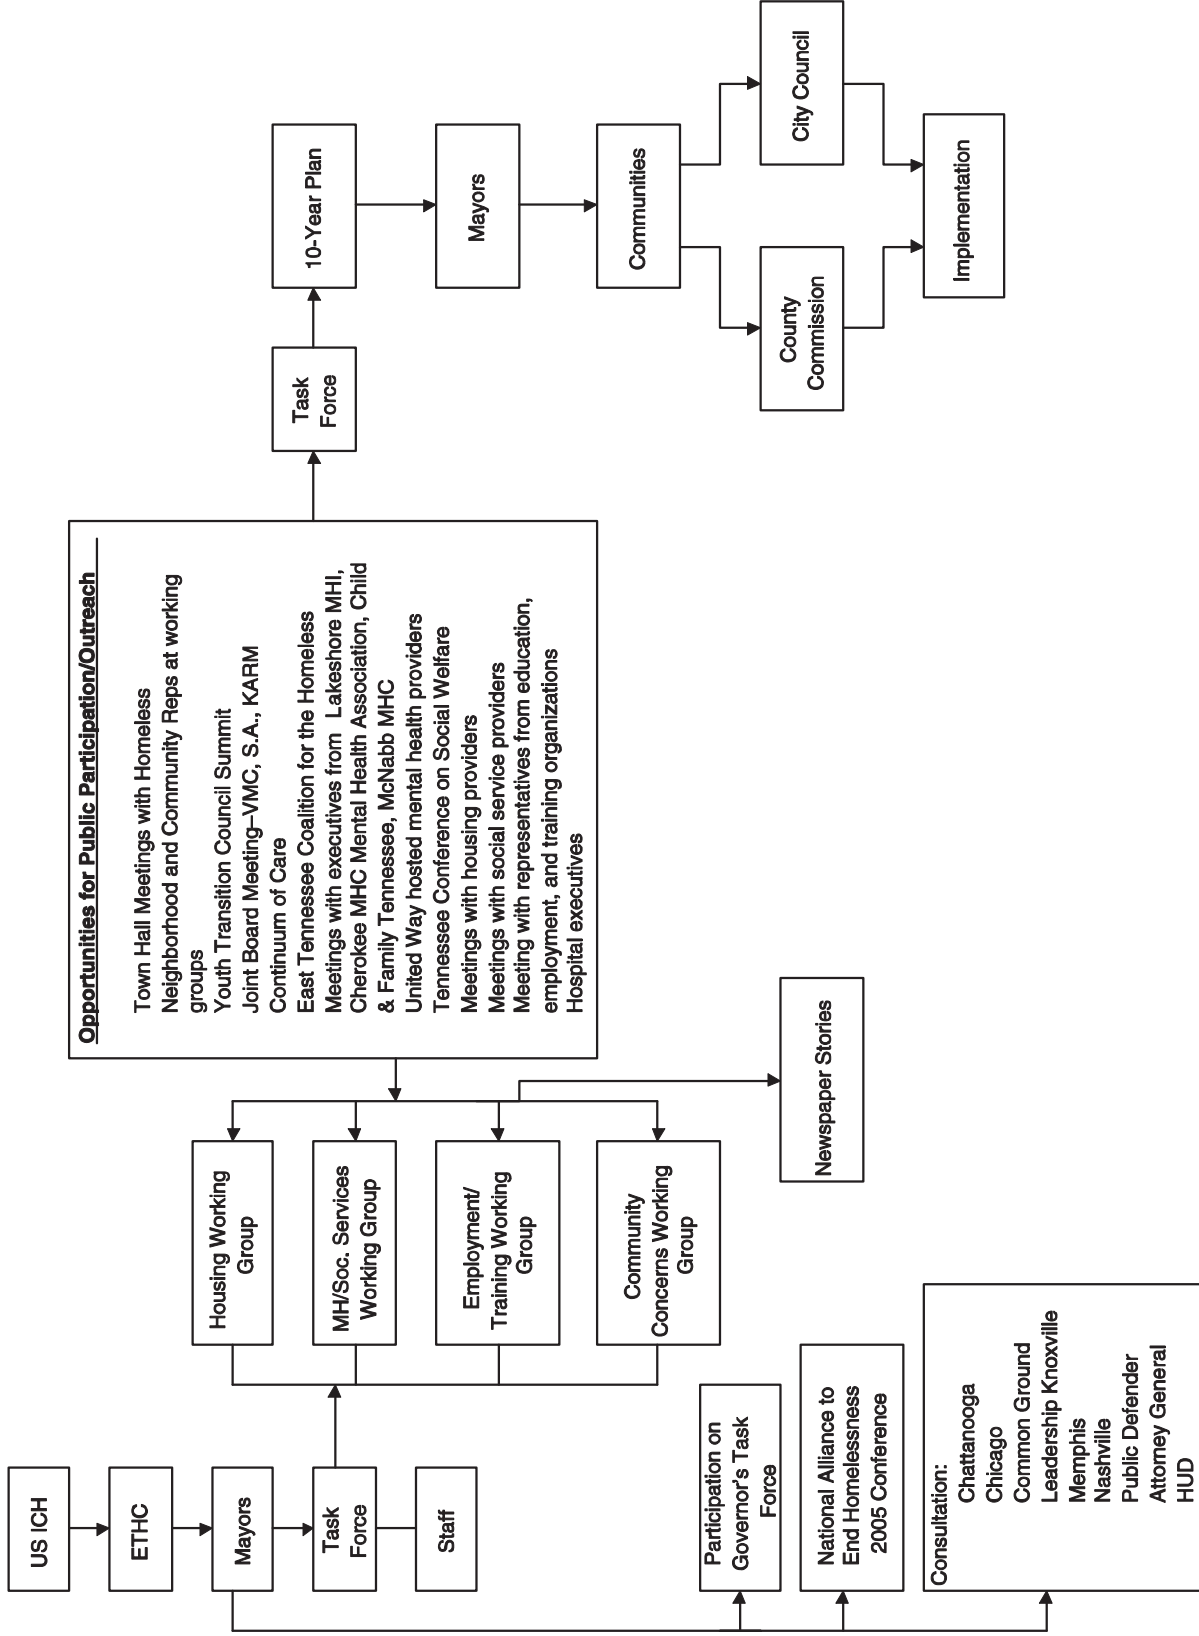 US ICH
ETHC
Mayors
Task
Force
Staff
Participation on
Governor's Task
Force
National Alliance to
End Homelessness
2005 Conference
Consultation:
Chattanooga
Chicago
Common Ground
Leadership Knoxville
Memphis
Nashville
Public Defender
Attorney General
HUD
Housing Working
Group
MH/Soc. Services
Working Group
Employment/
Training Working
Group
Community
Concerns Working
Group
Newspaper Stories
Opportunities for Public Participation/Outreach
Town Hall Meetings with Homeless
Neighborhood and Community Reps at working
groups
Youth Transition Council Summit
Joint Board Meeting–VMC, S.A., KARM
Continuum of Care
East Tennessee Coalition for the Homeless
Meetings with executives from Lakeshore MHI,
Cherokee MHC Mental Health Association, Child
& Family Tennessee, McNabb MHC
United Way hosted mental health providers
Tennessee Conference on Social Welfare
Meetings with housing providers
Meetings with social service providers
Meeting with representatives from education,
employment, and training organizations
Hospital executives
Task
Force
10-Year Plan
Mayors
Communities
County
Commission
City Council
Implementation